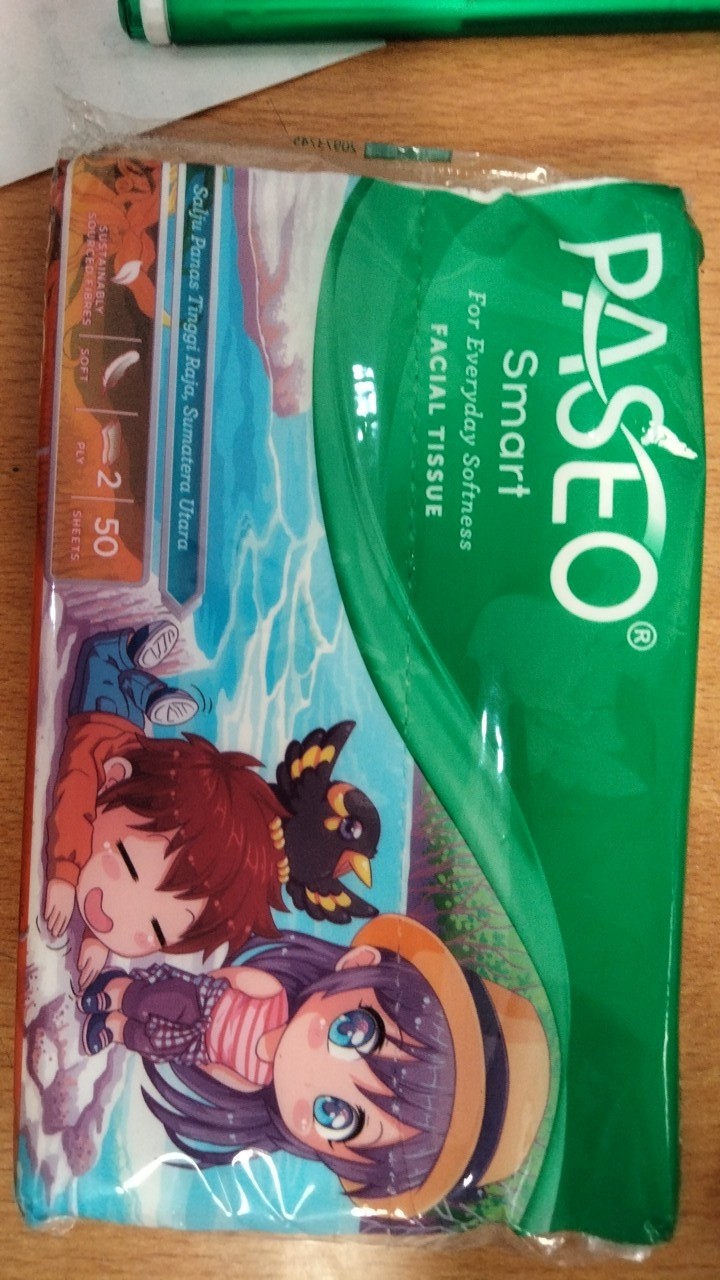 PASEO®
Smart
For Everyday Softness
FACIAL TISSUE
Salju Panas Tinggi Raja, Sumatera Utara
SUSTAINABLY
SOURCED FIBRES
SOFT
2
PLY
50
SHEETS